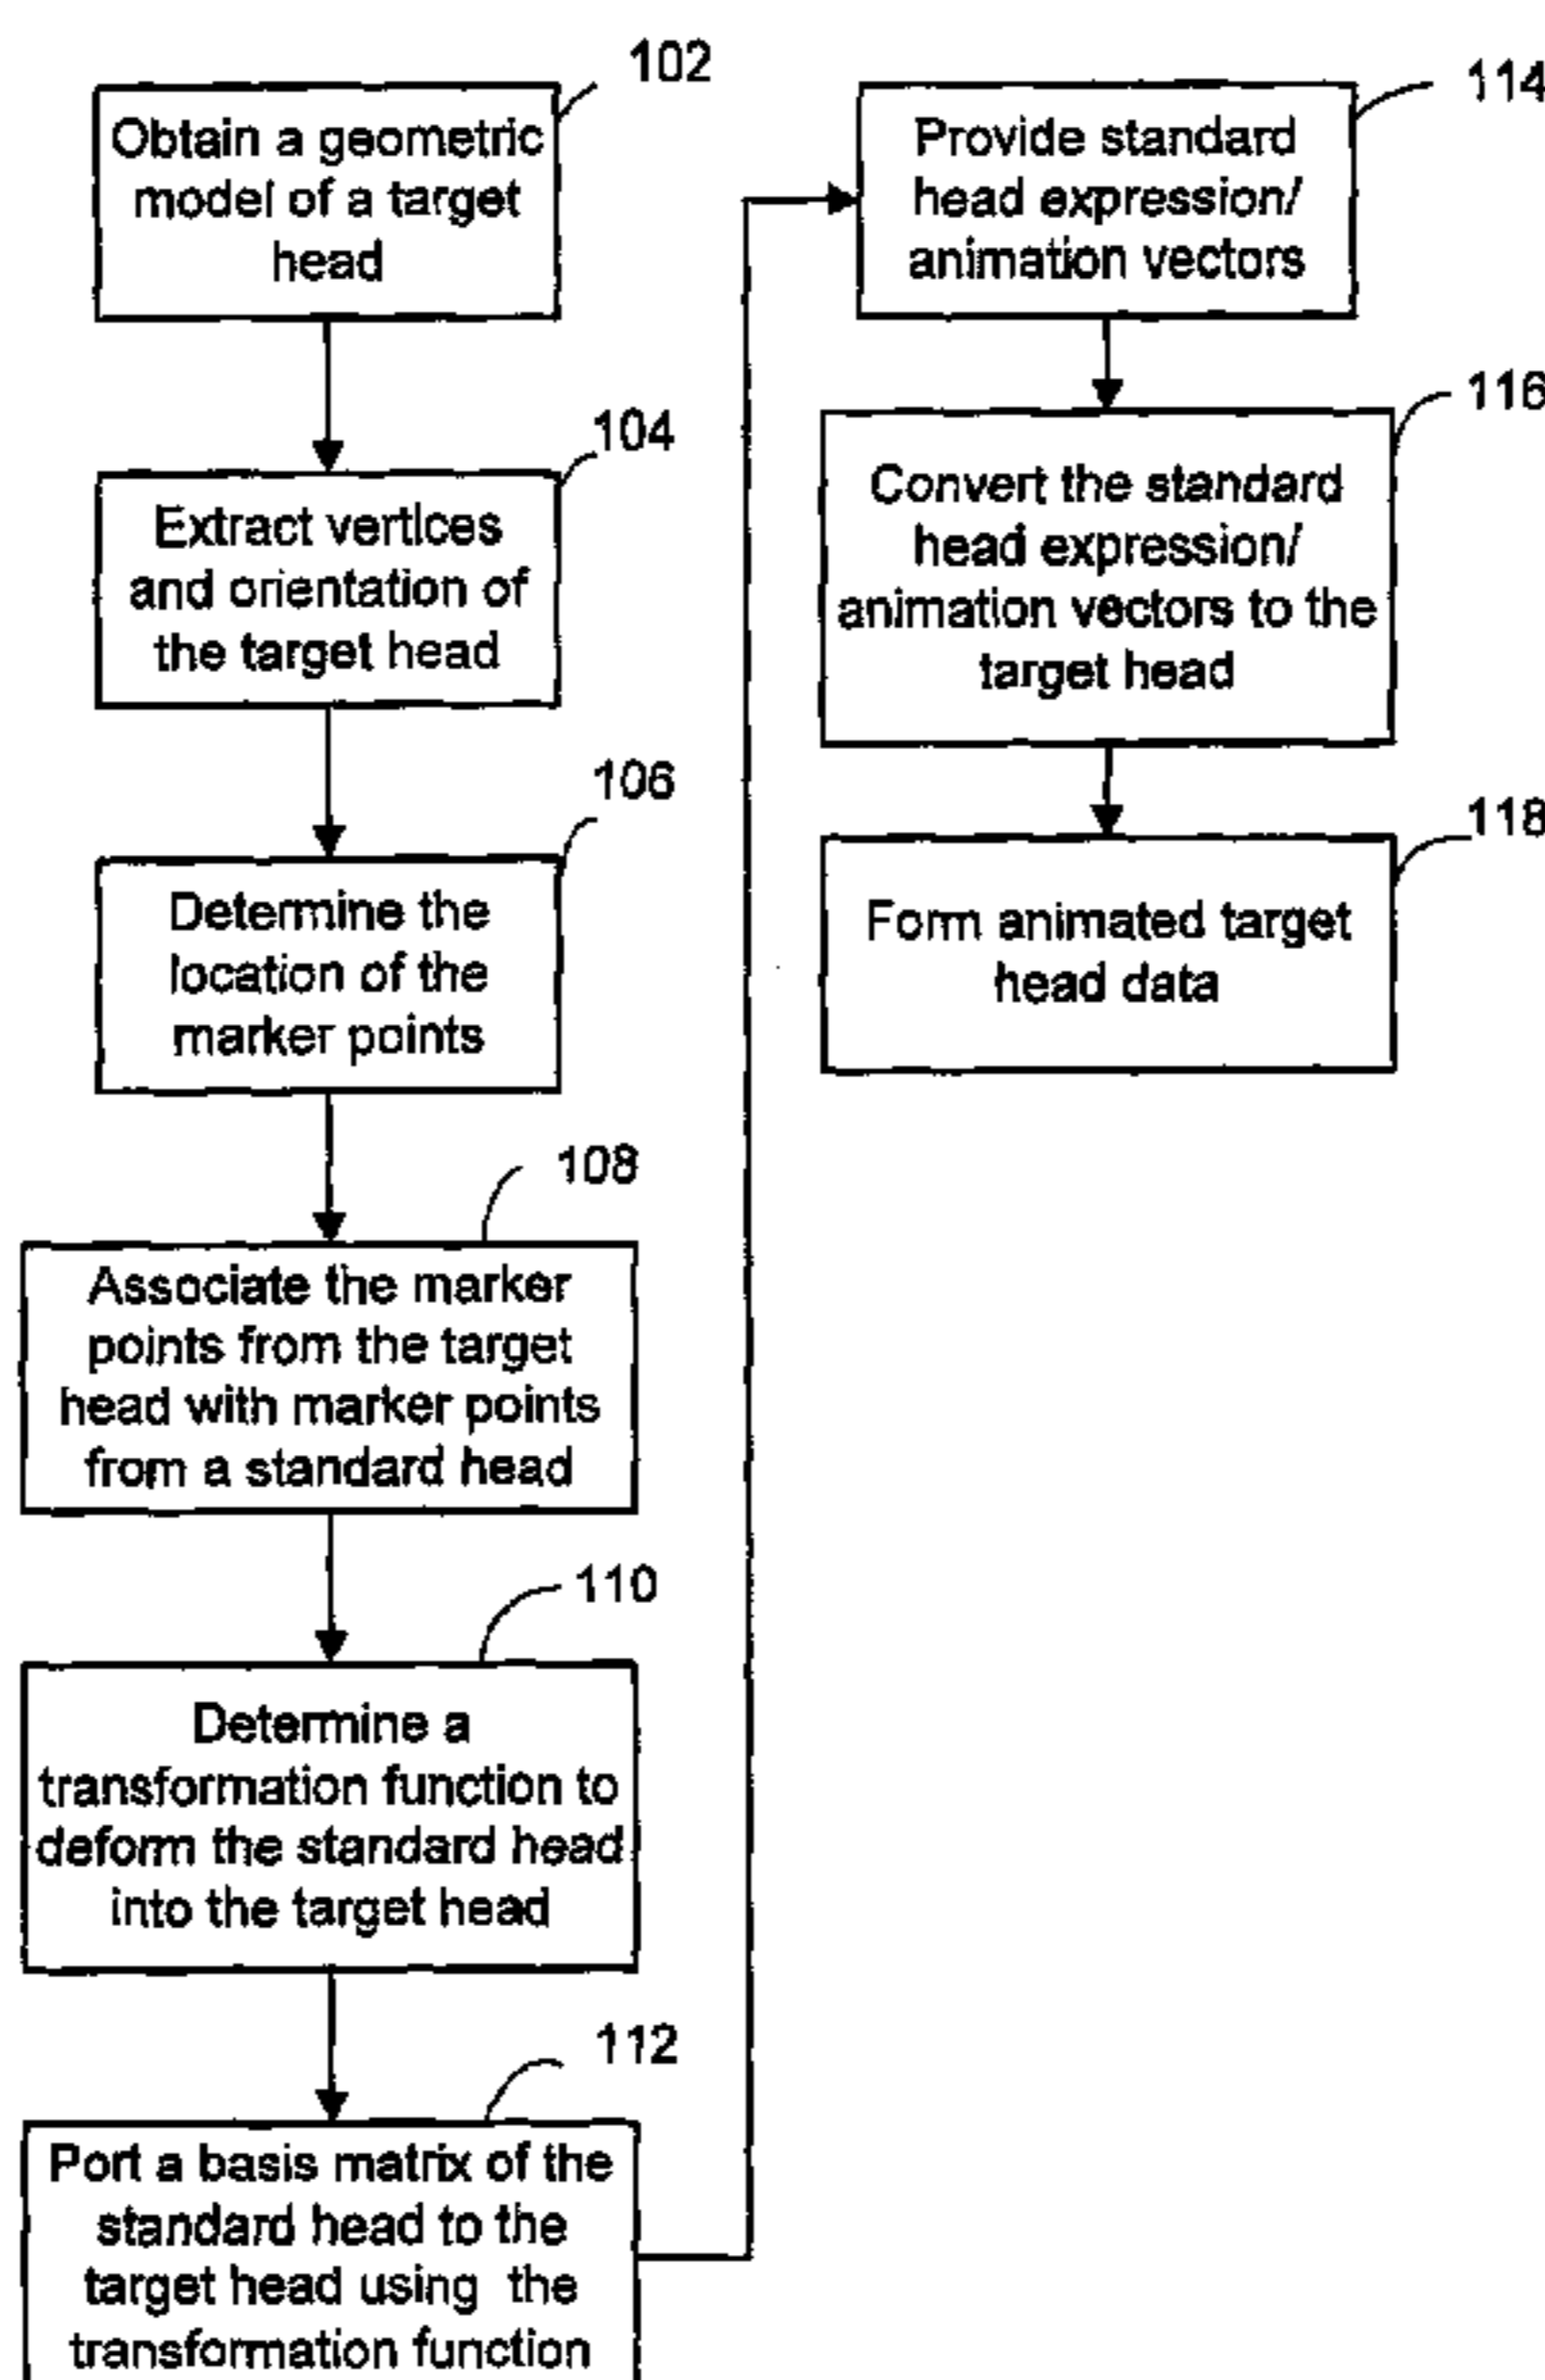 102
Obtain a geometric
model of a target
head
104
Extract vertices
and orientation of
the target head
106
Determine the
location of the
marker points
108
Associate the marker
points from the target
head with marker points
from a standard head
110
Determine a
transformation function to
deform the standard head
into the target head
112
Port a basis matrix of the
standard head to the
target head using the
transformation function
114
Provide standard
head expression/
animation vectors
116
Convert the standard
head expression/
animation vectors to the
target head
118
Form animated target
head data